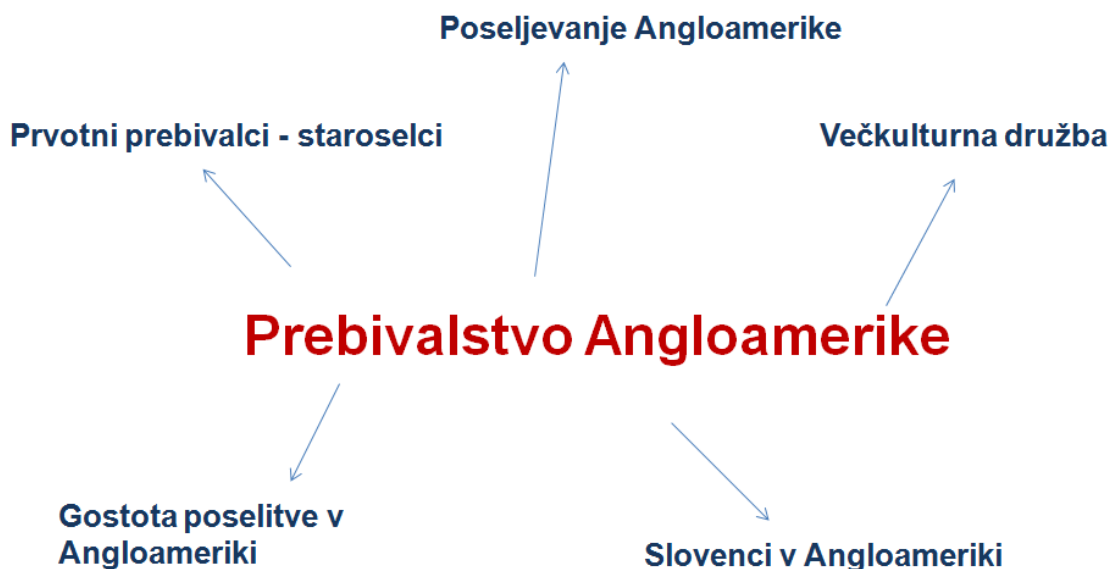 Poseljevanje Angloamerike
Prvotni prebivalci - staroselci
Večkulturna družba
Prebivalstvo Angloamerike
Gostota poselitve v
Angloameriki
Slovenci v Angloameriki